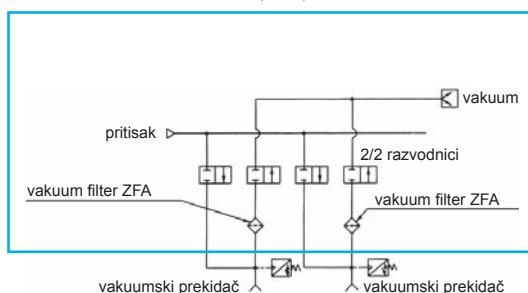 vakuum
pritisak
2/2 razvodnici
vakuum filter ZFA
vakuum filter ZFA
vakuumski prekidač
vakuumski prekidač